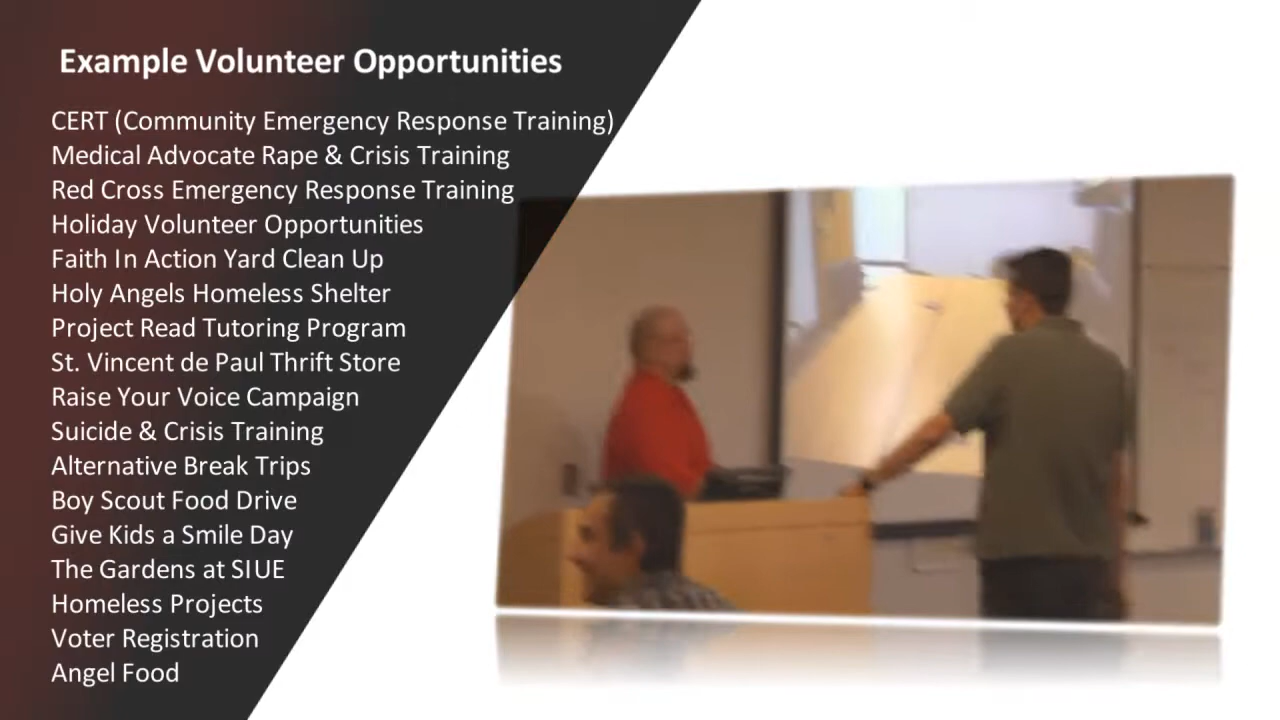 Example Volunteer Opportunities
CERT (Community Emergency Response Training)
Medical Advocate Rape & Crisis Training
Red Cross Emergency Response Training
Holiday Volunteer Opportunities
Faith In Action Yard Clean Up
Holy Angels Homeless Shelter
Project Read Tutoring Program
St. Vincent de Paul Thrift Store
Raise Your Voice Campaign
Suicide & Crisis Training
Alternative Break Trips
Boy Scout Food Drive
Give Kids a Smile Day
The Gardens at SIUE
Homeless Projects
Voter Registration
Angel Food